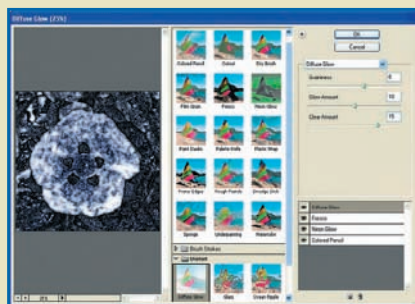 Diffuse Glow (25%)
Colored Pencil
Cutout
Dry Brush
Film Grain
Fresco
Neon Glow
Paint Daubs
Palette Knife
Plastic Wrap
Poster Edges
Rough Pastels
Smudge Stick
Sponge
Underpainting
Watercolor
Brush Strokes
Distort
Diffuse Glow
Glass
Ocean Ripple
OK
Cancel
Diffuse Glow
Graininess
6
Glow Amount
10
Clear Amount
15
Diffuse Glow
Fresco
Neon Glow
Colored Pencil